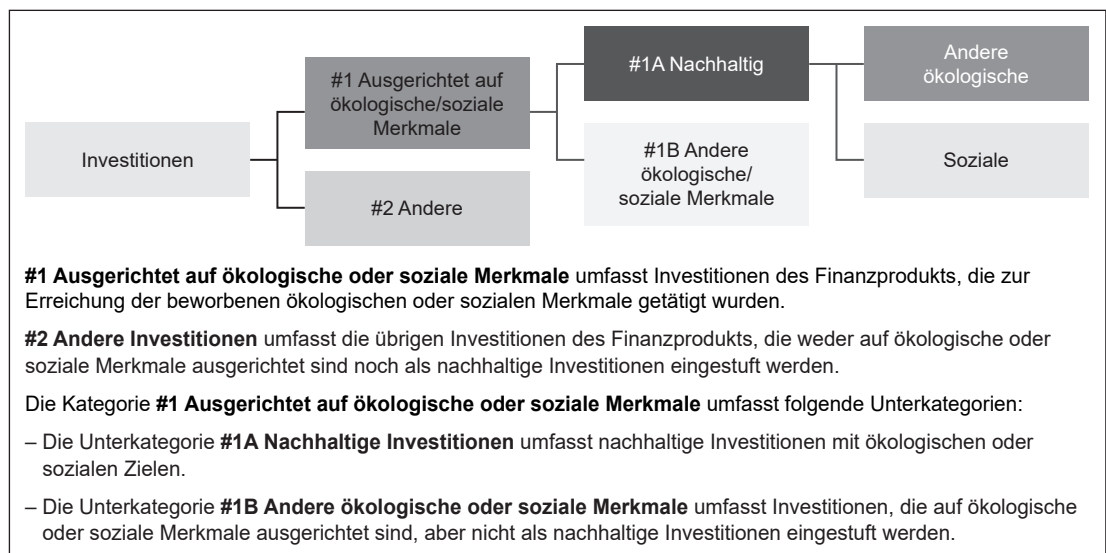 Investitionen
#1 Ausgerichtet auf
ökologische/soziale
Merkmale
#2 Andere
#1A Nachhaltig
#1B Andere
ökologische/
soziale Merkmale
Andere
ökologische
Soziale
#1 Ausgerichtet auf ökologische oder soziale Merkmale umfasst Investitionen des Finanzprodukts, die zur
Erreichung der beworbenen ökologischen oder sozialen Merkmale getätigt wurden.
#2 Andere Investitionen umfasst die übrigen Investitionen des Finanzprodukts, die weder auf ökologische oder
soziale Merkmale ausgerichtet sind noch als nachhaltige Investitionen eingestuft werden.
Die Kategorie #1 Ausgerichtet auf ökologische oder soziale Merkmale umfasst folgende Unterkategorien:
– Die Unterkategorie #1A Nachhaltige Investitionen umfasst nachhaltige Investitionen mit ökologischen oder
sozialen Zielen.
– Die Unterkategorie #1B Andere ökologische oder soziale Merkmale umfasst Investitionen, die auf ökologische
oder soziale Merkmale ausgerichtet sind, aber nicht als nachhaltige Investitionen eingestuft werden.